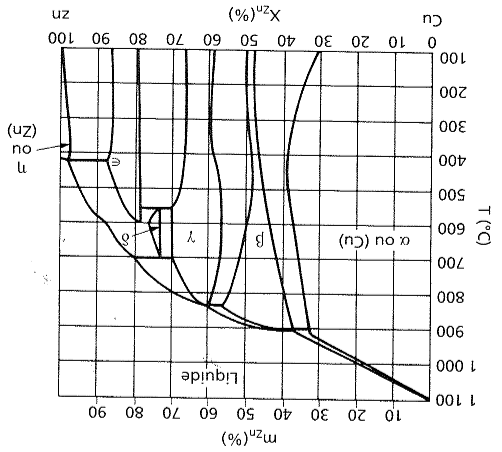 m_Zn(%)
10 20 30 40 50 60 70 80 90
1 100
1 000
900
800
700
600
500
400
300
200
100
T (°C)
Liquide
α ou (Cu)
β
γ
δ
ε
η
ou
(Zn)
0 10 20 30 40 50 60 70 80 90 100
Cu X_Zn(%) zn